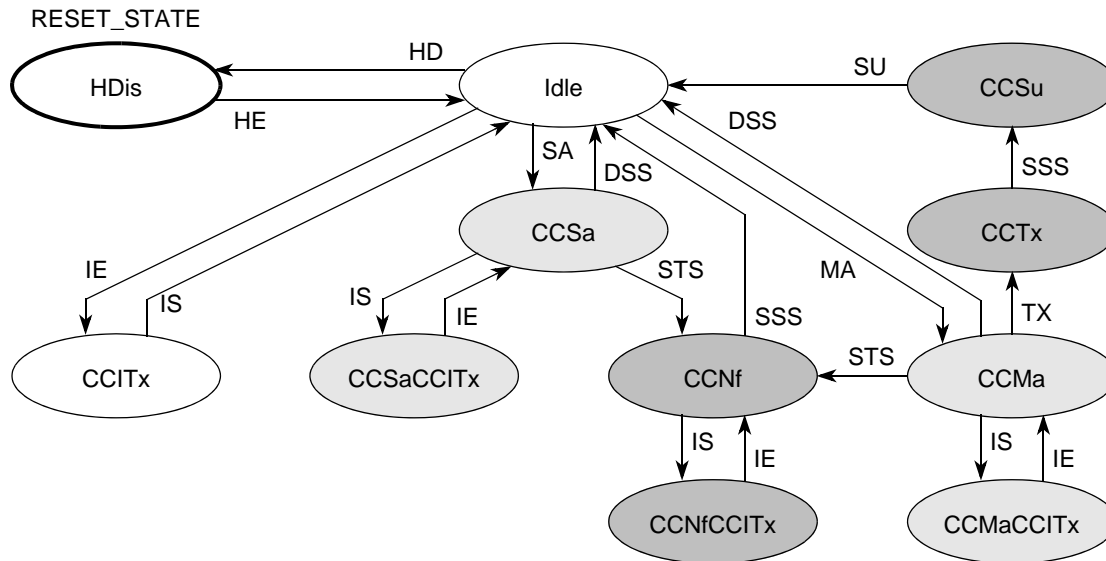 RESET_STATE
HD
SU
HDis
Idle
CCSu
HE
DSS
SA
DSS
SSS
CCSa
CCTx
IE
IS
IS
IE
STS
SSS
MA
TX
STS
CCITx
CCSaCCITx
CCNf
CCMa
IS
IE
IS
IE
CCNfCCITx
CCMaCCITx